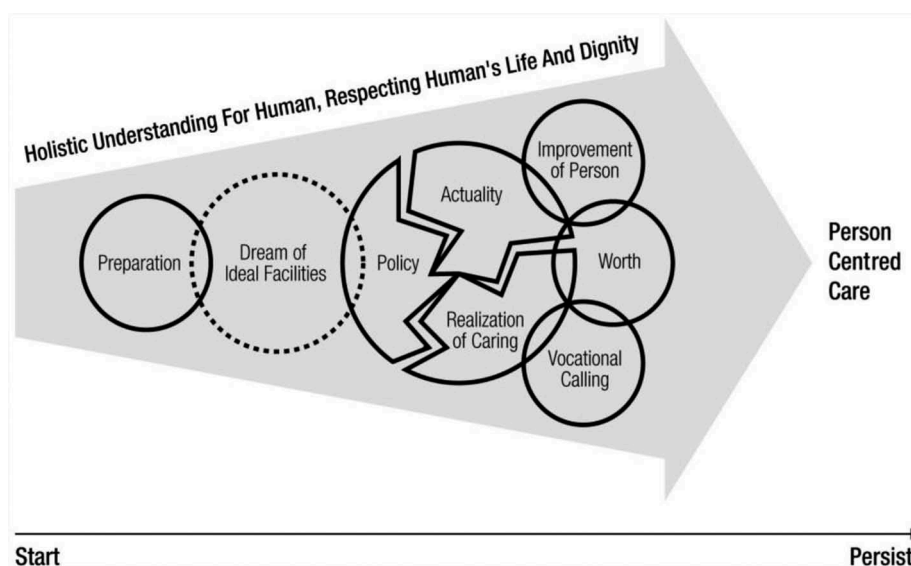 Holistic Understanding For Human, Respecting Human's Life And Dignity
Preparation
Dream of
Ideal Facilities
Policy
Actuality
Realization
of Caring
Improvement
of Person
Worth
Vocational
Calling
Person
Centred
Care
Start
Persist